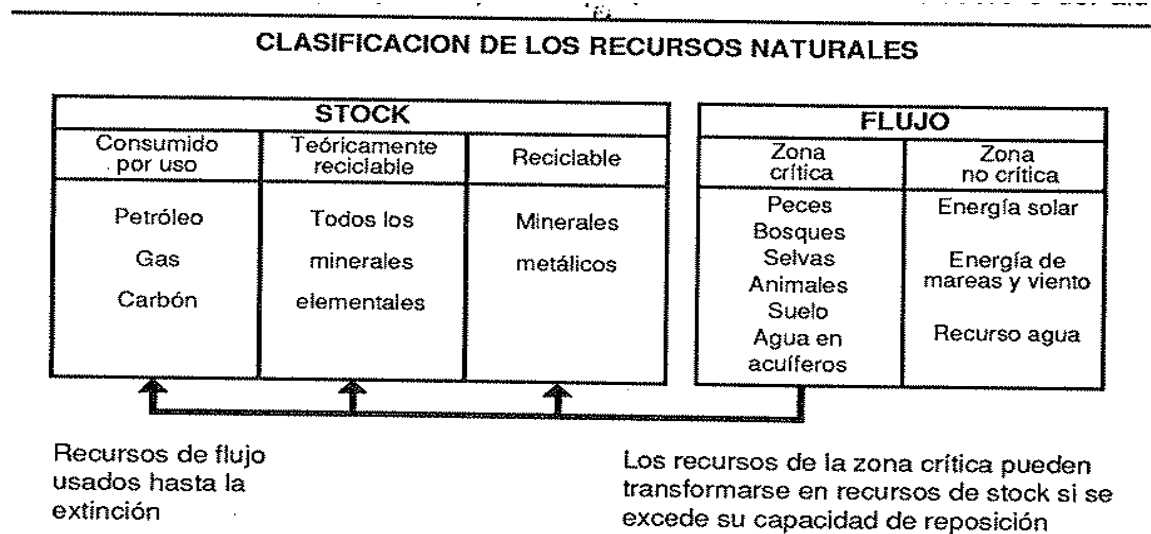 CLASIFICACION DE LOS RECURSOS NATURALES
STOCK
Consumido
por uso
Teóricamente
reciclable
Reciclable
Petróleo
Gas
Carbón
Todos los
minerales
elementales
Minerales
metálicos
FLUJO
Zona
crítica
Zona
no crítica
Peces
Bosques
Selvas
Animales
Suelo
Agua en
acuíferos
Energía solar
Energía de
mareas y viento
Recurso agua
Recursos de flujo
usados hasta la
extinción
Los recursos de la zona crítica pueden
transformarse en recursos de stock si se
excede su capacidad de reposición